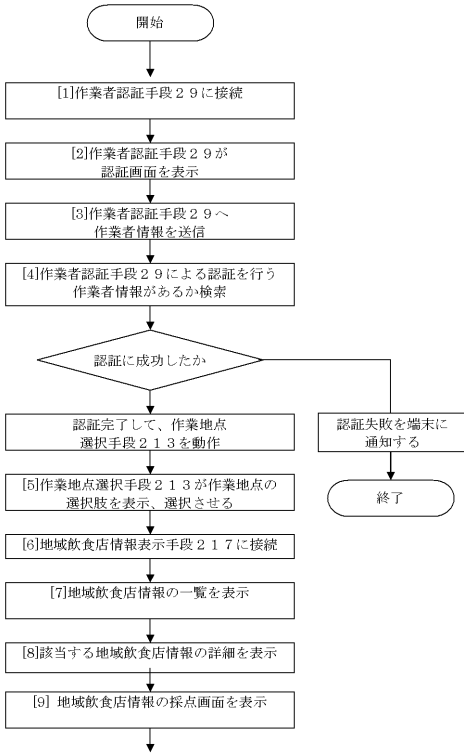 開始
[1]作業者認証手段２９に接続
[2]作業者認証手段２９が
認証画面を表示
[3]作業者認証手段２９へ
作業者情報を送信
[4]作業者認証手段２９による認証を行う
作業者情報があるか検索
認証に成功したか
認証完了して、作業地点
選択手段２１３を動作
認証失敗を端末に
通知する
[5]作業地点選択手段２１３が作業地点の
選択肢を表示、選択させる
終了
[6]地域飲食店情報表示手段２１７に接続
[7]地域飲食店情報の一覧を表示
[8]該当する地域飲食店情報の詳細を表示
[9] 地域飲食店情報の採点画面を表示